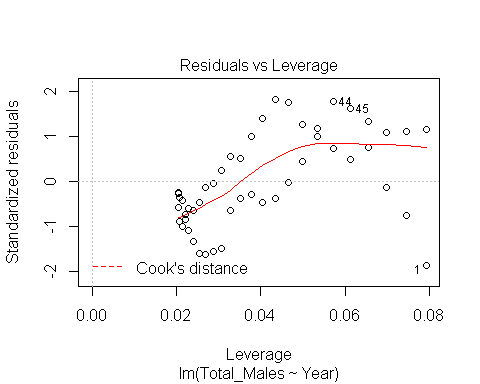 Residuals vs Leverage
Standardized residuals
2
1
0
-1
-2
44
45
1
Cook's distance
0.00 0.02 0.04 0.06 0.08
Leverage
lm(Total_Males ~ Year)